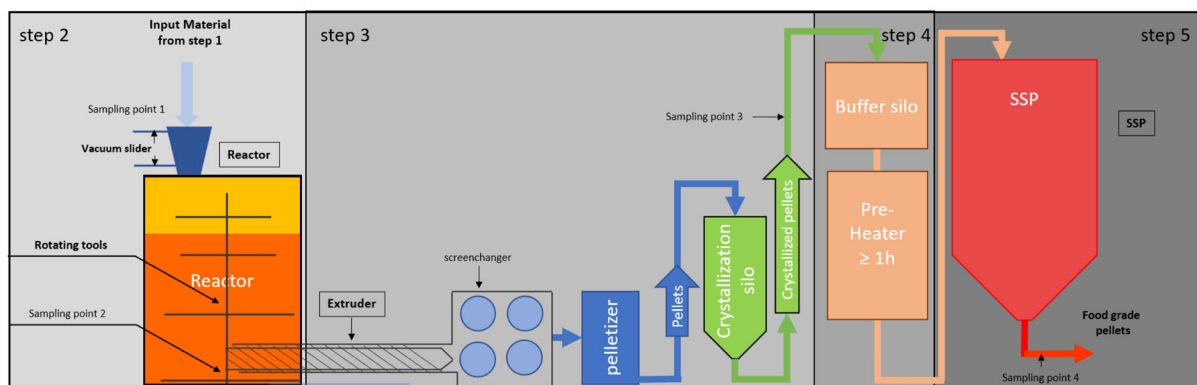 step 2
Input Material
from step 1
Sampling point 1
Vacuum slider
Reactor
Rotating tools
Reactor
Sampling point 2
step 3
screenchanger
Extruder
pelletizer
Pellets
Crystallization
silo
Crystallized pellets
Sampling point 3
step 4
Buffer silo
Pre-
Heater
≥ 1h
step 5
SSP
SSP
Food grade
pellets
Sampling point 4